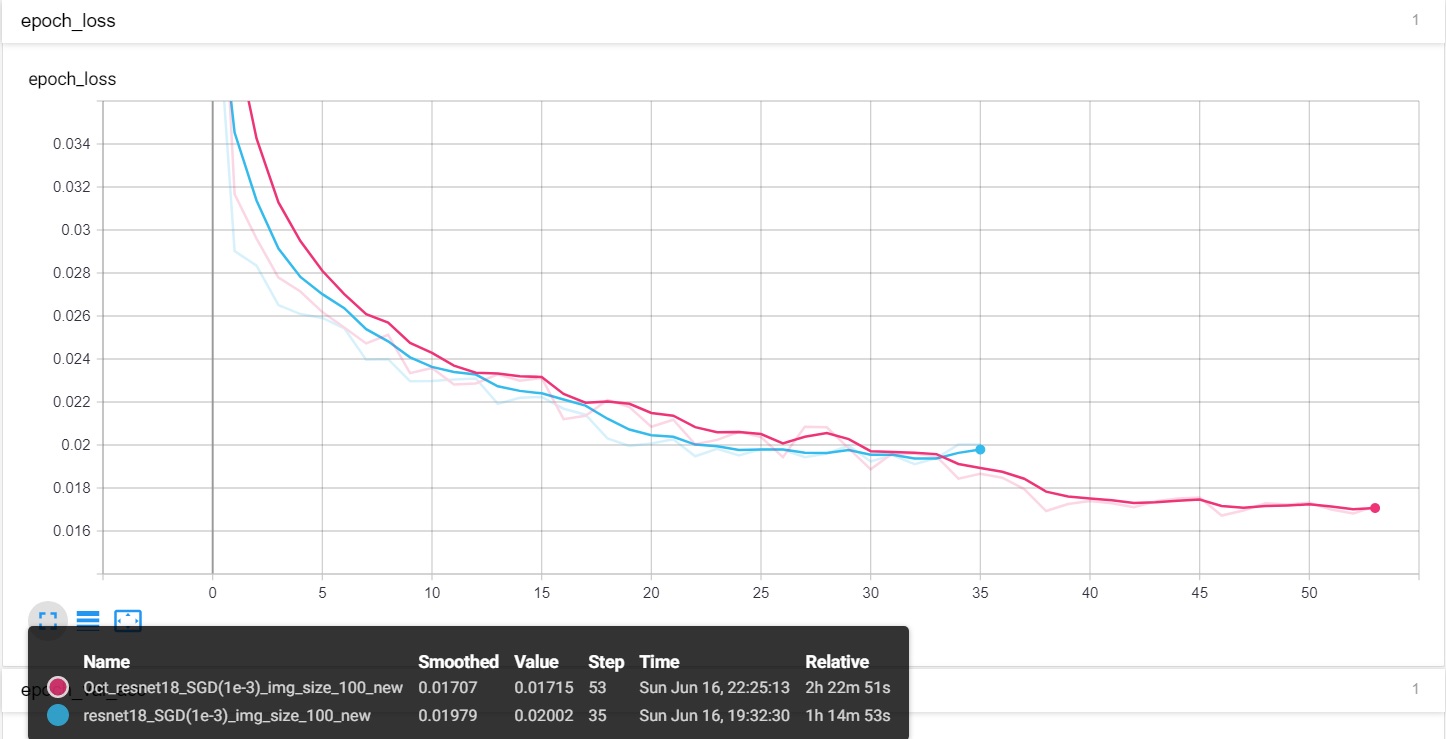 epoch_loss 1
epoch_loss
0.034
0.032
0.03
0.028
0.026
0.024
0.022
0.02
0.018
0.016
0 5 10 15 20 25 30 35 40 45 50
Name Smoothed Value Step Time Relative
Oct_resnet18_SGD(1e-3)_img_size_100_new 0.01707 0.01715 53 Sun Jun 16, 22:25:13 2h 22m 51s
1
resnet18_SGD(1e-3)_img_size_100_new 0.01979 0.02002 35 Sun Jun 16, 19:32:30 1h 14m 53s